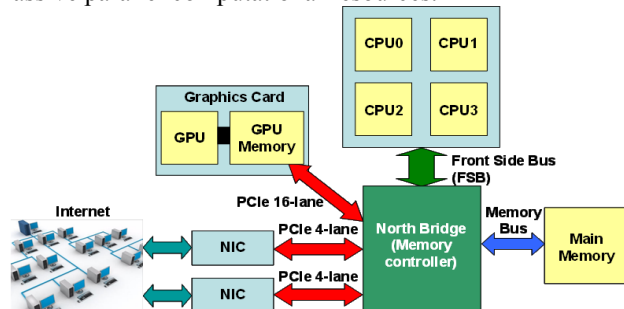 CPU0
CPU1
CPU2
CPU3
Graphics Card
GPU
GPU
Memory
Front Side Bus
(FSB)
PCIe 16-lane
Internet
PCIe 4-lane
NIC
North Bridge
(Memory
controller)
Memory
Bus
Main
Memory
PCIe 4-lane
NIC